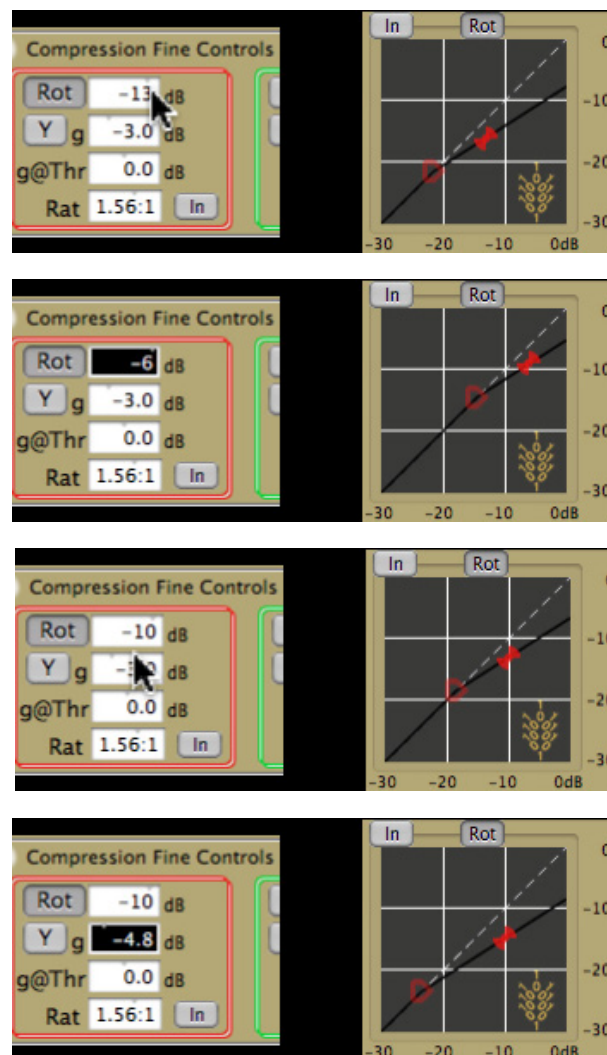 Compression Fine Controls
Rot -13 dB
Y g -3.0 dB
g@Thr 0.0 dB
Rat 1.56:1 In
In Rot
0
-10
-20
-30
-30 -20 -10 0dB
Compression Fine Controls
Rot -6 dB
Y g -3.0 dB
g@Thr 0.0 dB
Rat 1.56:1 In
In Rot
0
-10
-20
-30
-30 -20 -10 0dB
Compression Fine Controls
Rot -10 dB
Y g dB
g@Thr 0.0 dB
Rat 1.56:1 In
In Rot
0
-10
-20
-30 -20 -10 0dB
Compression Fine Controls
Rot -10 dB
Y g -4.8 dB
g@Thr 0.0 dB
Rat 1.56:1 In
In Rot
0
-10
-20
-30
-30 -20 -10 0dB